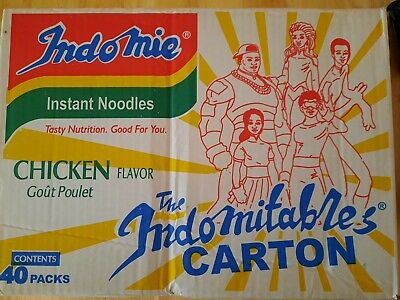 Indomie®
Instant Noodles
Tasty Nutrition. Good For You.
CHICKEN FLAVOR
Goût Poulet
The
Indomitables®
CARTON
CONTENTS
40 PACKS